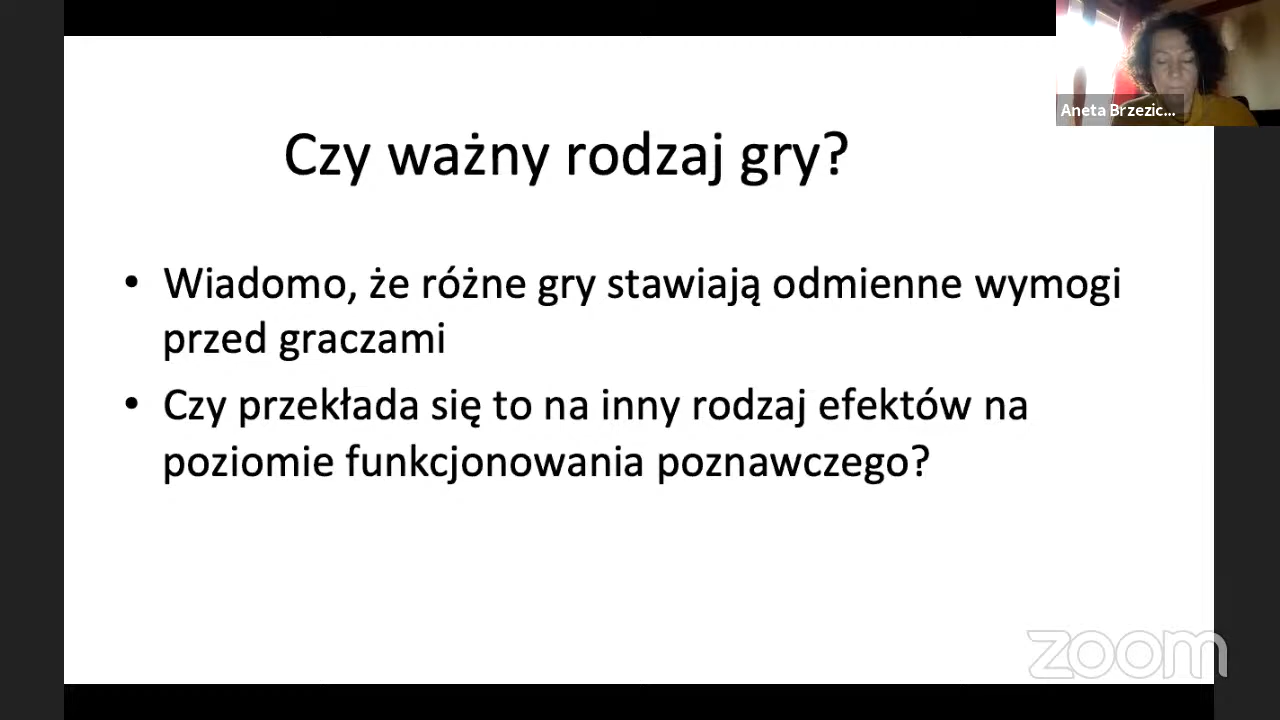 Aneta Brzezic...
Czy ważny rodzaj gry?
• Wiadomo, że różne gry stawiają odmienne wymogi
przed graczami
• Czy przekłada się to na inny rodzaj efektów na
poziomie funkcjonowania poznawczego?
zoom